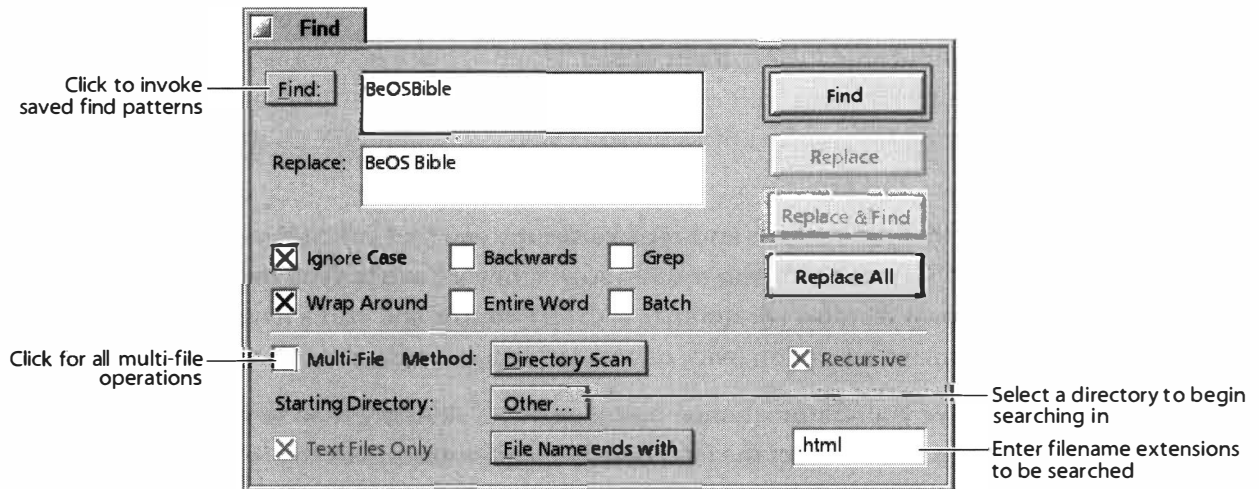 Find
Click to invoke
saved find patterns
Find:
BeOSBible
Find
Replace:
BeOS Bible
Replace
Replace & Find
Ignore Case
Backwards
Grep
Replace All
Wrap Around
Entire Word
Batch
Click for all multi-file
operations
Multi-File
Method:
Directory Scan
Recursive
Starting Directory:
Other...
Select a directory to begin
searching in
Text Files Only
File Name ends with
.html
Enter filename extensions
to be searched